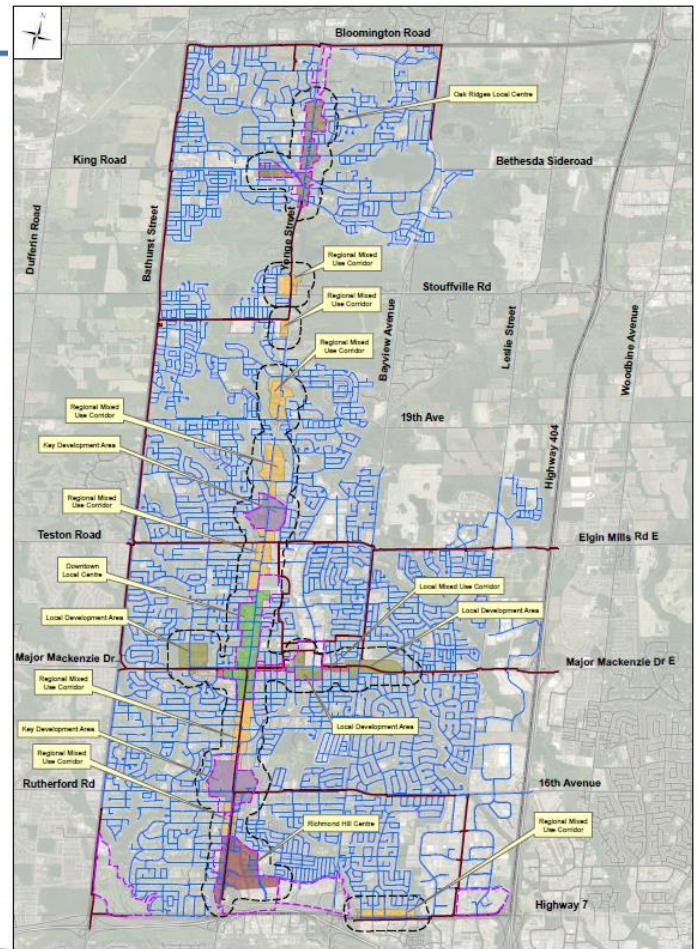 N
Bloomington Road
Oak Ridges Local Centre
King Road
Bethesda Sideroad
Dufferin Road
Bathurst Street
Yonge Street
Regional Mixed
Use Corridor
Stouffville Rd
Regional Mixed
Use Corridor
Bayview Avenue
Leslie Street
Woodbine Avenue
Regional Mixed
Use Corridor
Regional Mixed
Use Corridor
19th Ave
Key Development Area
Highway 404
Regional Mixed
Use Corridor
Teston Road
Elgin Mills Rd E
Downtown
Local Centre
Local Mixed Use Corridor
Local Development Area
Local Development Area
Major Mackenzie Dr
Major Mackenzie Dr E
Regional Mixed
Use Corridor
Local Development Area
Key Development Area
Regional Mixed
Use Corridor
Rutherford Rd
16th Avenue
Richmond Hill Centre
Regional Mixed
Use Corridor
Highway 7